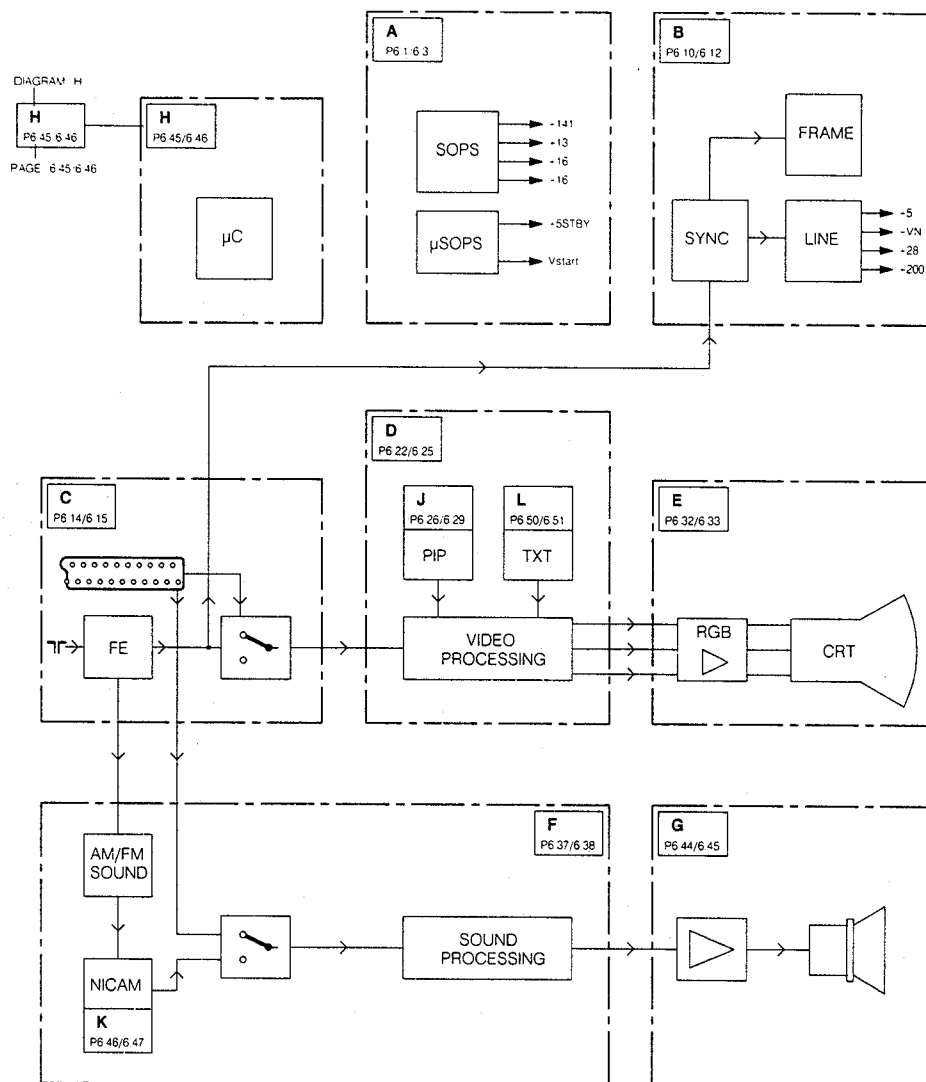 DIAGRAM H
H
P6 45/6 46
PAGE 6 45/6 46
H
P6 45/6 46
µC
A
P6 1/6 3
SOPS
+141
+13
+16
-16
µSOPS
+5STBY
Vstart
B
P6 10/6 12
FRAME
SYNC
LINE
+5
-VN
+28
+200
C
P6 14/6 15
FE
D
P6 22/6 25
J
P6 26/6 29
PIP
L
P6 50/6 51
TXT
VIDEO
PROCESSING
E
P6 32/6 33
RGB
CRT
F
P6 37/6 38
AM/FM
SOUND
NICAM
K
P6 46/6 47
SOUND
PROCESSING
G
P6 44/6.45